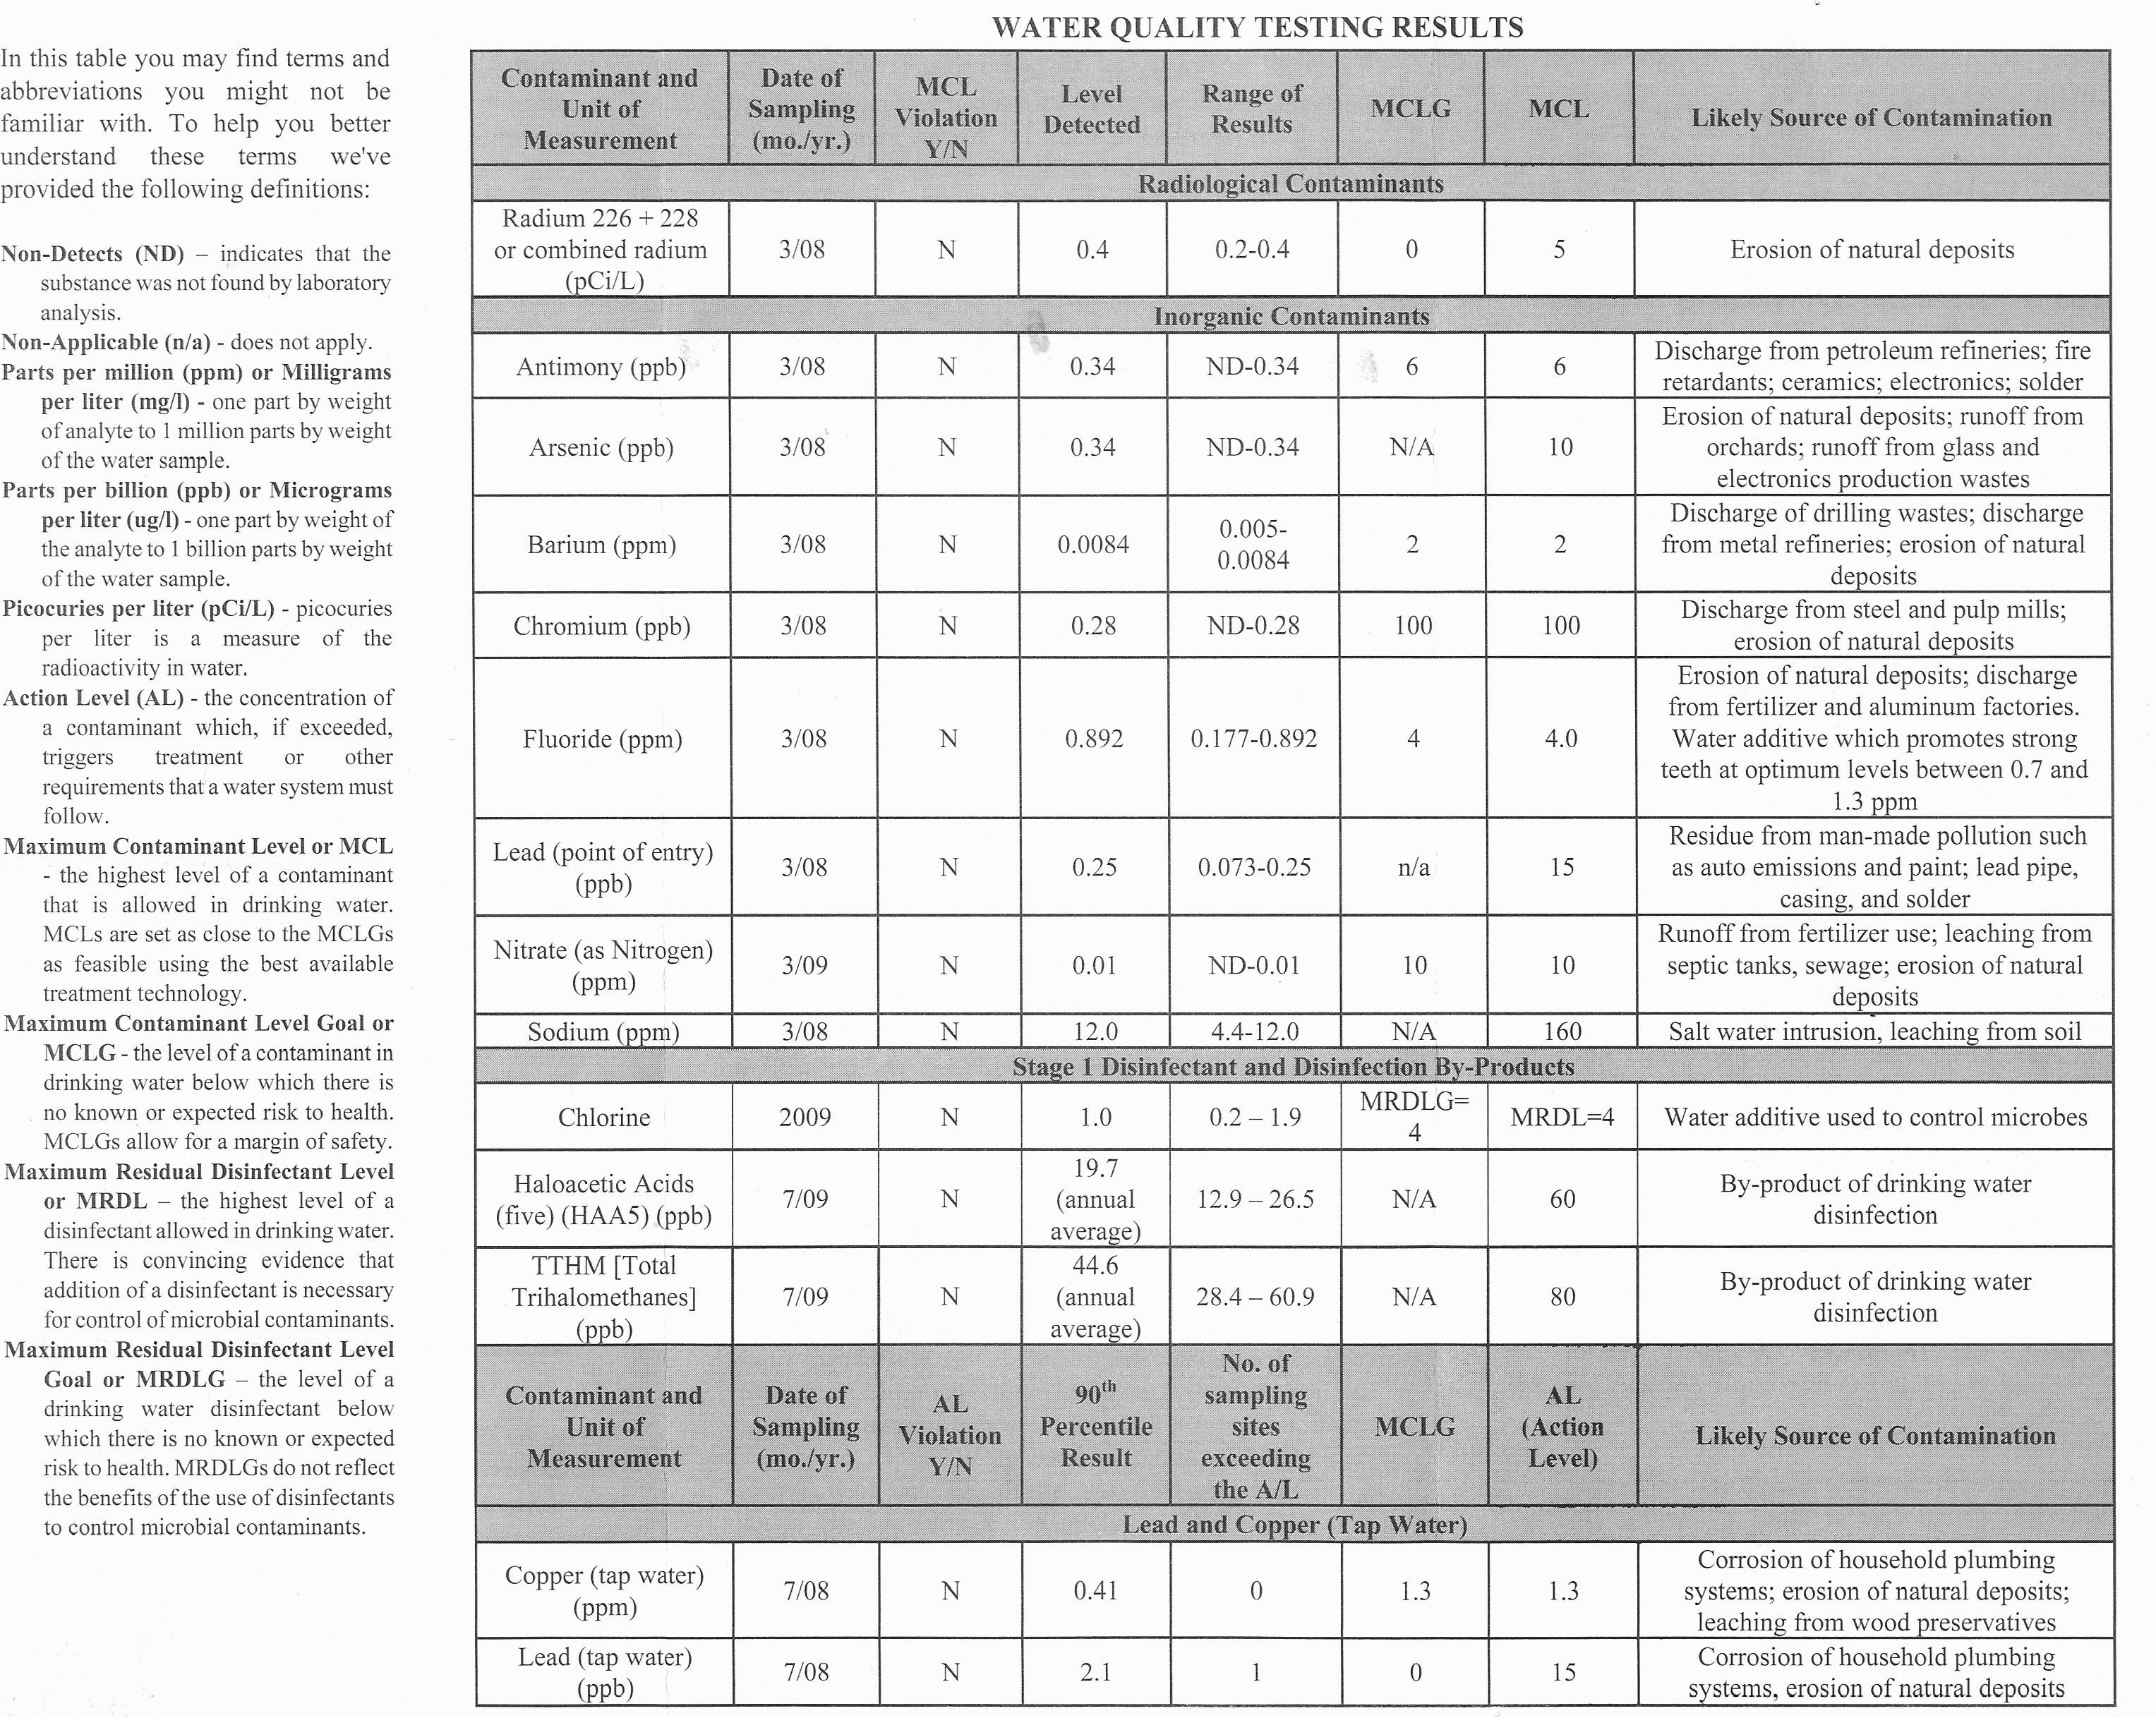 WATER QUALITY TESTING RESULTS
In this table you may find terms and
abbreviations you might not be
familiar with. To help you better
understand these terms we've
provided the following definitions:
Non-Detects (ND) – indicates that the
substance was not found by laboratory
analysis.
Non-Applicable (n/a) - does not apply.
Parts per million (ppm) or Milligrams
per liter (mg/l) - one part by weight
of analyte to 1 million parts by weight
of the water sample.
Parts per billion (ppb) or Micrograms
per liter (ug/l) - one part by weight of
the analyte to 1 billion parts by weight
of the water sample.
Picocuries per liter (pCi/L) - picocuries
per liter is a measure of the
radioactivity in water.
Action Level (AL) - the concentration of
a contaminant which, if exceeded,
triggers treatment or other
requirements that a water system must
follow.
Maximum Contaminant Level or MCL
- the highest level of a contaminant
that is allowed in drinking water.
MCLs are set as close to the MCLGs
as feasible using the best available
treatment technology.
Maximum Contaminant Level Goal or
MCLG - the level of a contaminant in
drinking water below which there is
no known or expected risk to health.
MCLGs allow for a margin of safety.
Maximum Residual Disinfectant Level
or MRDL – the highest level of a
disinfectant allowed in drinking water.
There is convincing evidence that
addition of a disinfectant is necessary
for control of microbial contaminants.
Maximum Residual Disinfectant Level
Goal or MRDLG – the level of a
drinking water disinfectant below
which there is no known or expected
risk to health. MRDLGs do not reflect
the benefits of the use of disinfectants
to control microbial contaminants.
Contaminant and
Unit of
Measurement
Date of
Sampling
(mo./yr.)
MCL
Violation
Y/N
Level
Detected
Range of
Results
MCLG
MCL
Likely Source of Contamination
Radiological Contaminants
Radium 226 + 228
or combined radium
(pCi/L)
3/08
N
0.4
0.2-0.4
0
5
Erosion of natural deposits
Inorganic Contaminants
Antimony (ppb)
3/08
N
0.34
ND-0.34
6
6
Discharge from petroleum refineries; fire
retardants; ceramics; electronics; solder
Arsenic (ppb)
3/08
N
0.34
ND-0.34
N/A
10
Erosion of natural deposits; runoff from
orchards; runoff from glass and
electronics production wastes
Barium (ppm)
3/08
N
0.0084
0.005-
0.0084
2
2
Discharge of drilling wastes; discharge
from metal refineries; erosion of natural
deposits
Chromium (ppb)
3/08
N
0.28
ND-0.28
100
100
Discharge from steel and pulp mills;
erosion of natural deposits
Fluoride (ppm)
3/08
N
0.892
0.177-0.892
4
4.0
Erosion of natural deposits; discharge
from fertilizer and aluminum factories.
Water additive which promotes strong
teeth at optimum levels between 0.7 and
1.3 ppm
Lead (point of entry)
(ppb)
3/08
N
0.25
0.073-0.25
n/a
15
Residue from man-made pollution such
as auto emissions and paint; lead pipe,
casing, and solder
Nitrate (as Nitrogen)
(ppm)
3/09
N
0.01
ND-0.01
10
10
Runoff from fertilizer use; leaching from
septic tanks, sewage; erosion of natural
deposits
Sodium (ppm)
3/08
N
12.0
4.4-12.0
N/A
160
Salt water intrusion, leaching from soil
Stage 1 Disinfectant and Disinfection By-Products
Chlorine
2009
N
1.0
0.2 – 1.9
MRDLG=
4
MRDL=4
Water additive used to control microbes
Haloacetic Acids
(five) (HAA5) (ppb)
7/09
N
19.7
(annual
average)
12.9 – 26.5
N/A
60
By-product of drinking water
disinfection
TTHM [Total
Trihalomethanes]
(ppb)
7/09
N
44.6
(annual
average)
28.4 – 60.9
N/A
80
By-product of drinking water
disinfection
Contaminant and
Unit of
Measurement
Date of
Sampling
(mo./yr.)
AL
Violation
Y/N
90th
Percentile
Result
No. of
sampling
sites
exceeding
the A/L
MCLG
AL
(Action
Level)
Likely Source of Contamination
Lead and Copper (Tap Water)
Copper (tap water)
(ppm)
7/08
N
0.41
0
1.3
1.3
Corrosion of household plumbing
systems; erosion of natural deposits;
leaching from wood preservatives
Lead (tap water)
(ppb)
7/08
N
2.1
1
0
15
Corrosion of household plumbing
systems, erosion of natural deposits